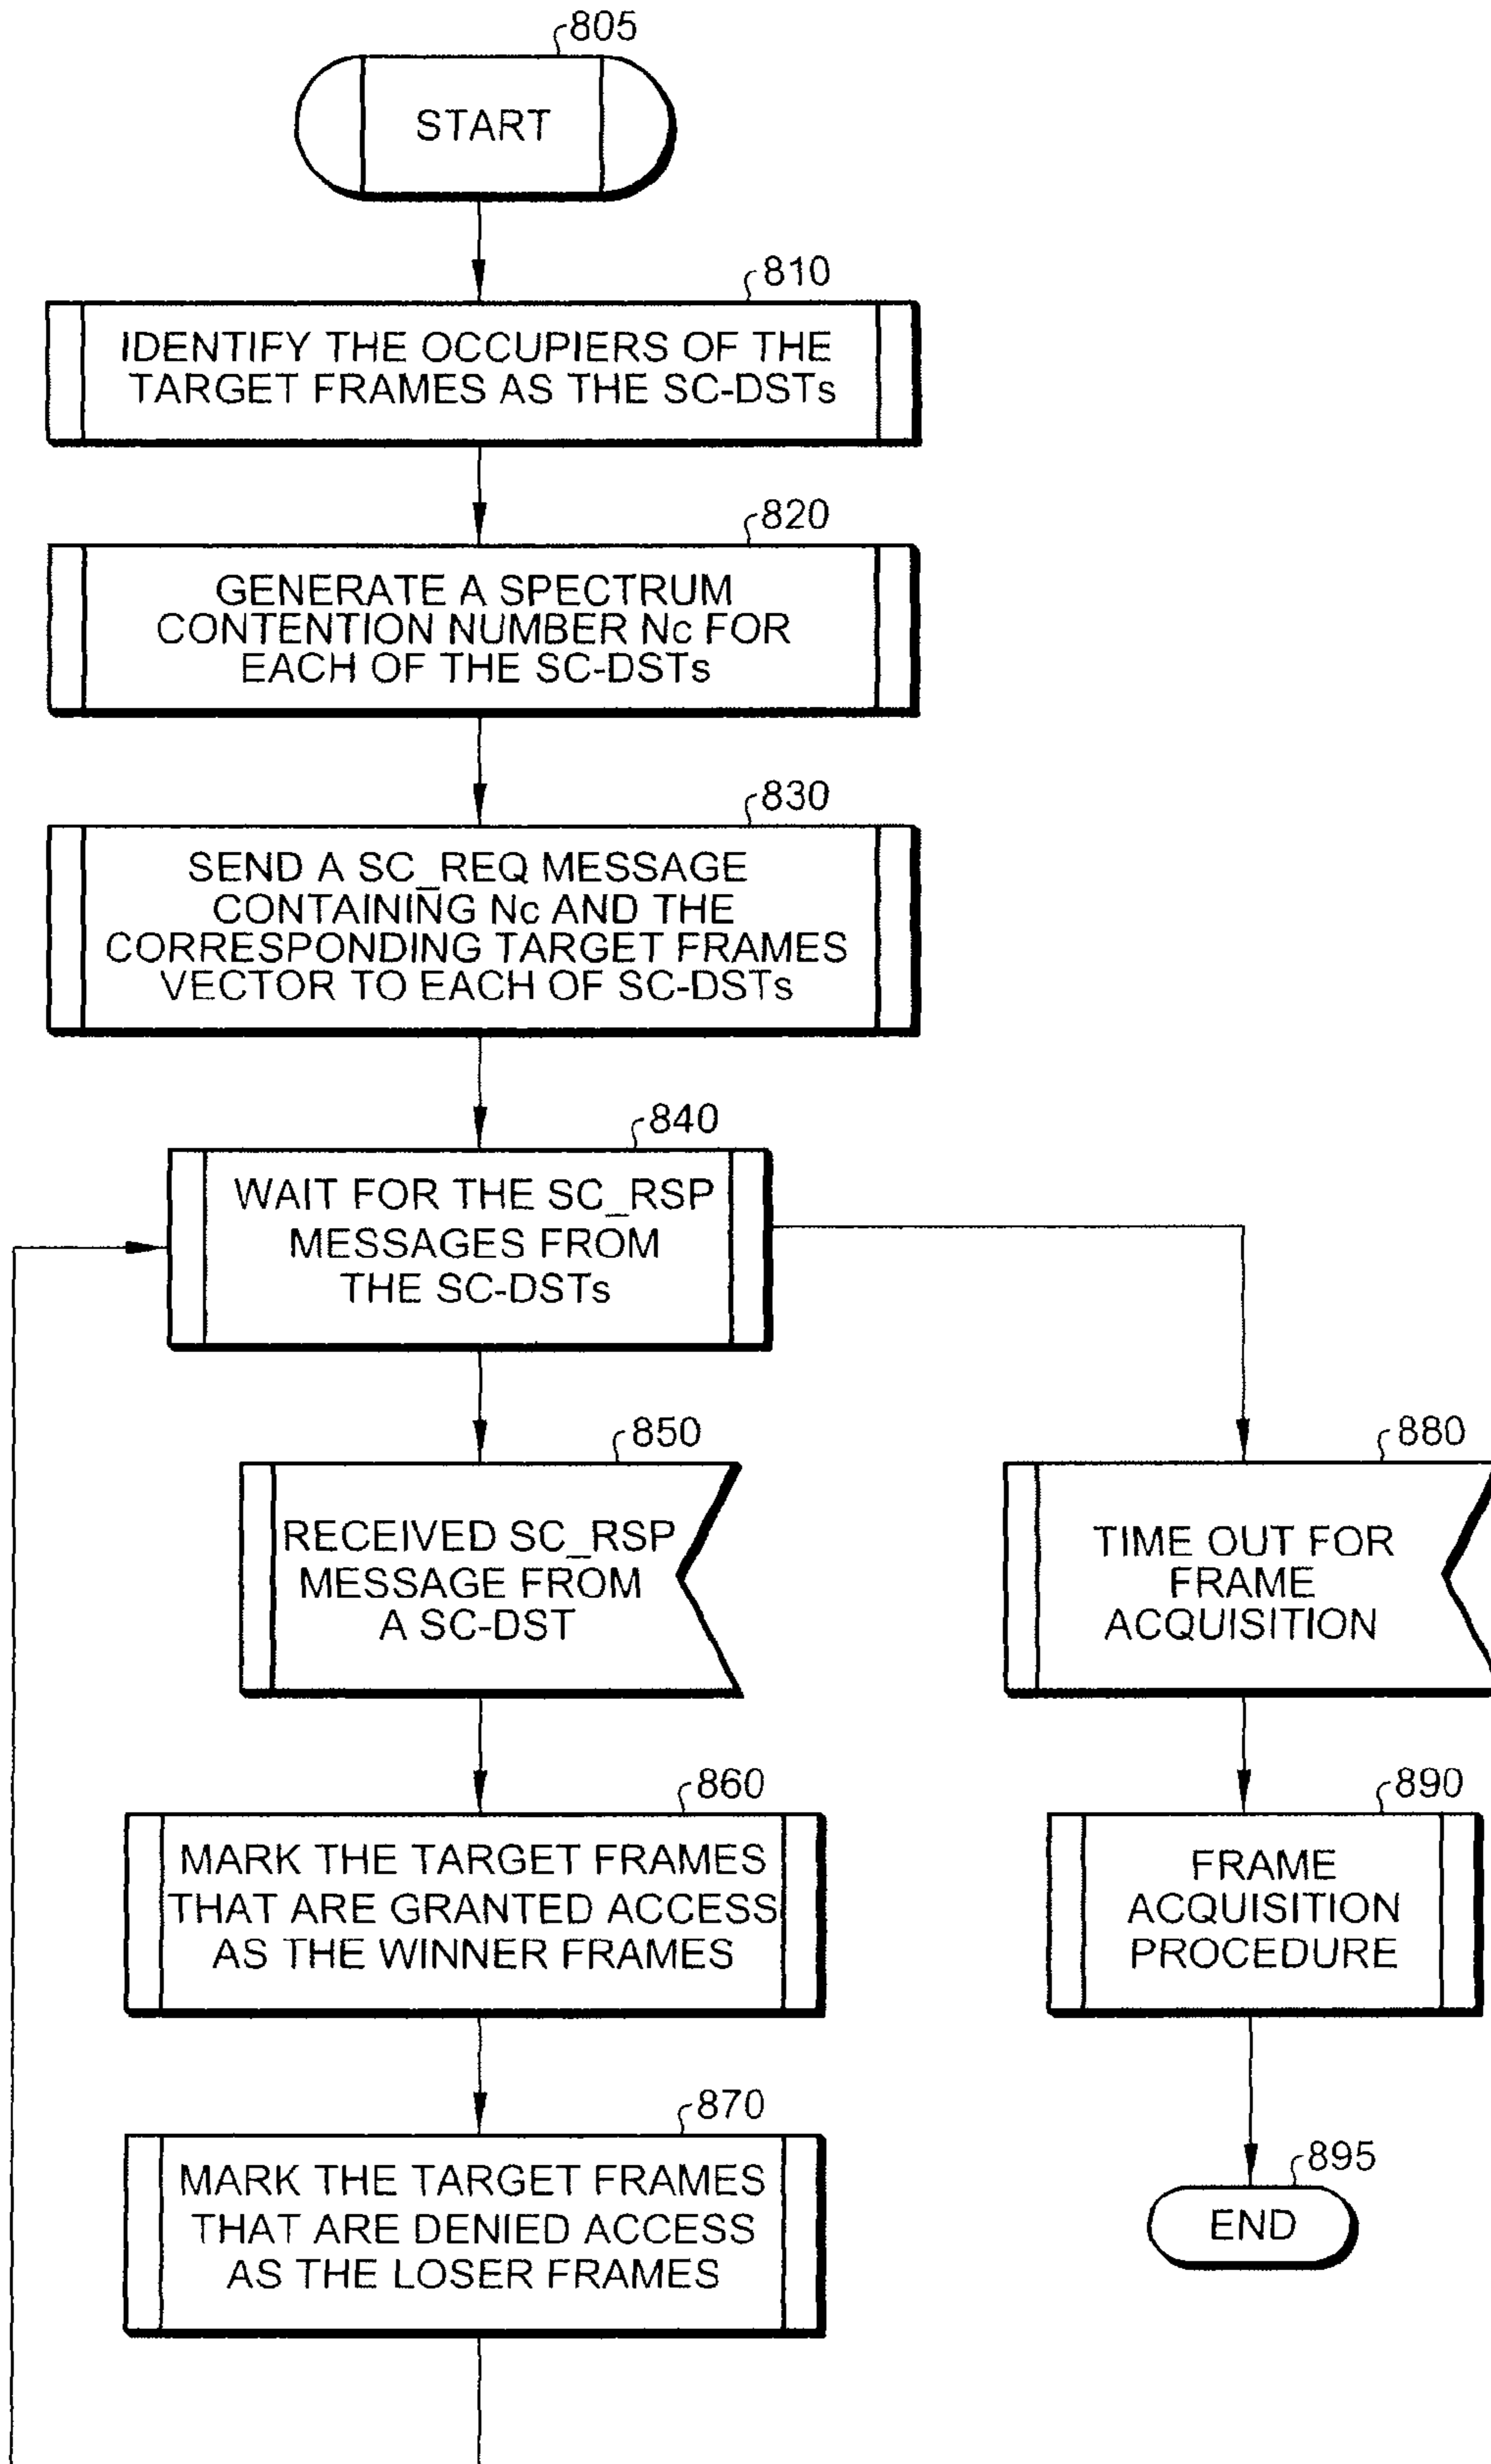 805
START
810
IDENTIFY THE OCCUPIERS OF THE
TARGET FRAMES AS THE SC-DSTs
820
GENERATE A SPECTRUM
CONTENTION NUMBER Nc FOR
EACH OF THE SC-DSTs
830
SEND A SC_REQ MESSAGE
CONTAINING Nc AND THE
CORRESPONDING TARGET FRAMES
VECTOR TO EACH OF SC-DSTs
840
WAIT FOR THE SC_RSP
MESSAGES FROM
THE SC-DSTs
850
RECEIVED SC_RSP
MESSAGE FROM
A SC-DST
880
TIME OUT FOR
FRAME
ACQUISITION
860
MARK THE TARGET FRAMES
THAT ARE GRANTED ACCESS
AS THE WINNER FRAMES
890
FRAME
ACQUISITION
PROCEDURE
870
MARK THE TARGET FRAMES
THAT ARE DENIED ACCESS
AS THE LOSER FRAMES
895
END